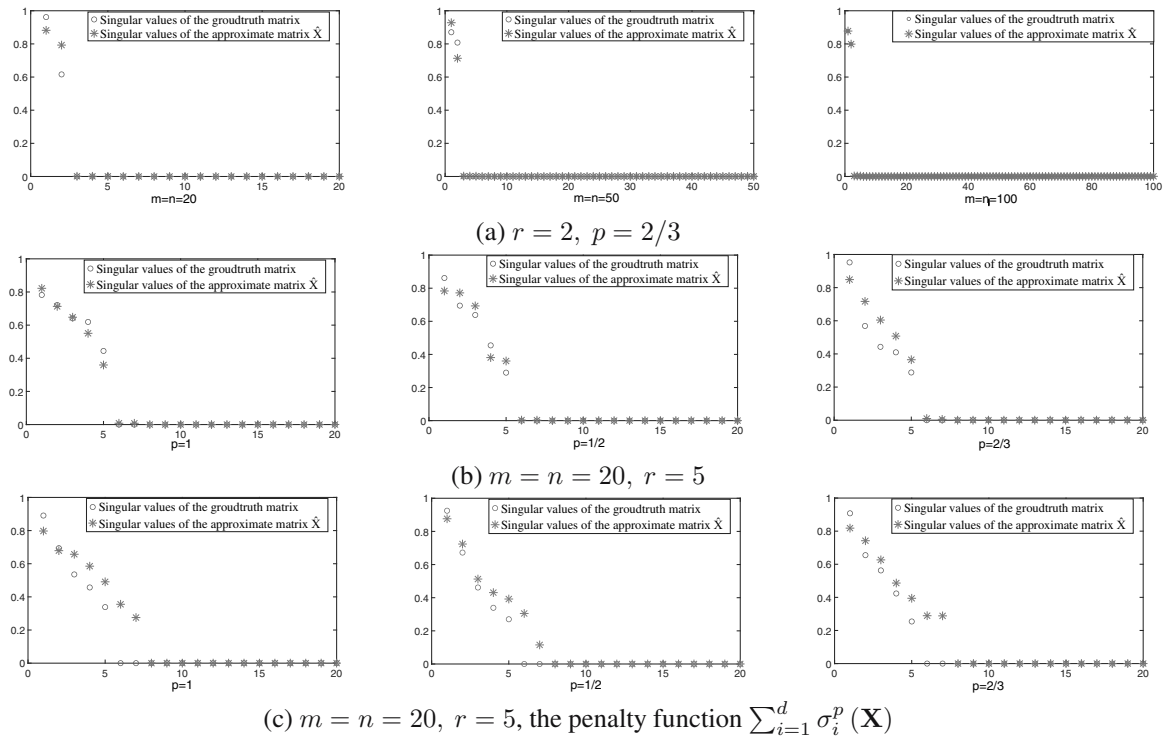 Singular values of the groudtruth matrix
Singular values of the approximate matrix X̂
1
0.8
0.6
0.4
0.2
0
0 5 10 15 20
m=n=20
Singular values of the groudtruth matrix
Singular values of the approximate matrix X̂
1
0.8
0.6
0.4
0.2
0
0 10 20 30 40 50
m=n=50
Singular values of the groudtruth matrix
Singular values of the approximate matrix X̂
1
0.8
0.6
0.4
0.2
0
0 20 40 60 80 100
m=n=100
(a) r = 2, p = 2/3
Singular values of the groudtruth matrix
Singular values of the approximate matrix X̂
1
0.8
0.6
0.4
0.2
0
0 5 10 15 20
p=1
Singular values of the groudtruth matrix
Singular values of the approximate matrix X̂
1
0.8
0.6
0.4
0.2
0
0 5 10 15 20
p=1/2
Singular values of the groudtruth matrix
Singular values of the approximate matrix X̂
1
0.8
0.6
0.4
0.2
0
0 5 10 15 20
p=2/3
(b) m = n = 20, r = 5
Singular values of the groudtruth matrix
Singular values of the approximate matrix X̂
1
0.8
0.6
0.4
0.2
0
0 5 10 15 20
p=1
Singular values of the groudtruth matrix
Singular values of the approximate matrix X̂
1
0.8
0.6
0.4
0.2
0
0 5 10 15 20
p=1/2
Singular values of the groudtruth matrix
Singular values of the approximate matrix X̂
1
0.8
0.6
0.4
0.2
0
0 5 10 15 20
p=2/3
(c) m = n = 20, r = 5, the penalty function ∑_{i=1}^{d} σ_i^p (X)